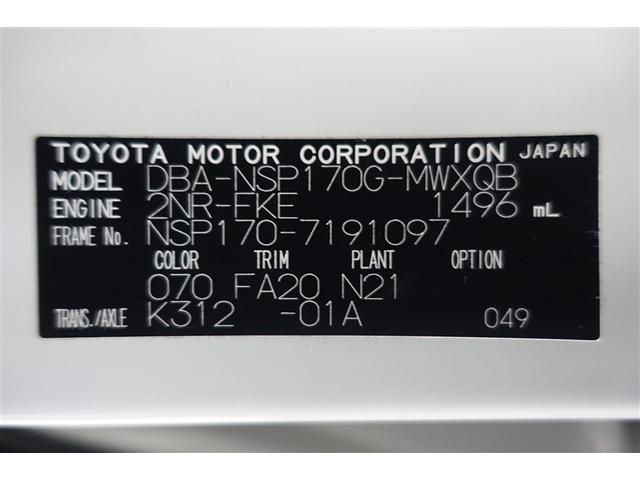 TOYOTA MOTOR CORPORATION JAPAN
MODEL DBA-NSP170G-MWXQB
ENGINE 2NR-FKE 1496 mL
FRAME No. NSP170-7191097
COLOR TRIM PLANT OPTION
070 FA20 N21
TRANS./AXLE K312 -01A 049